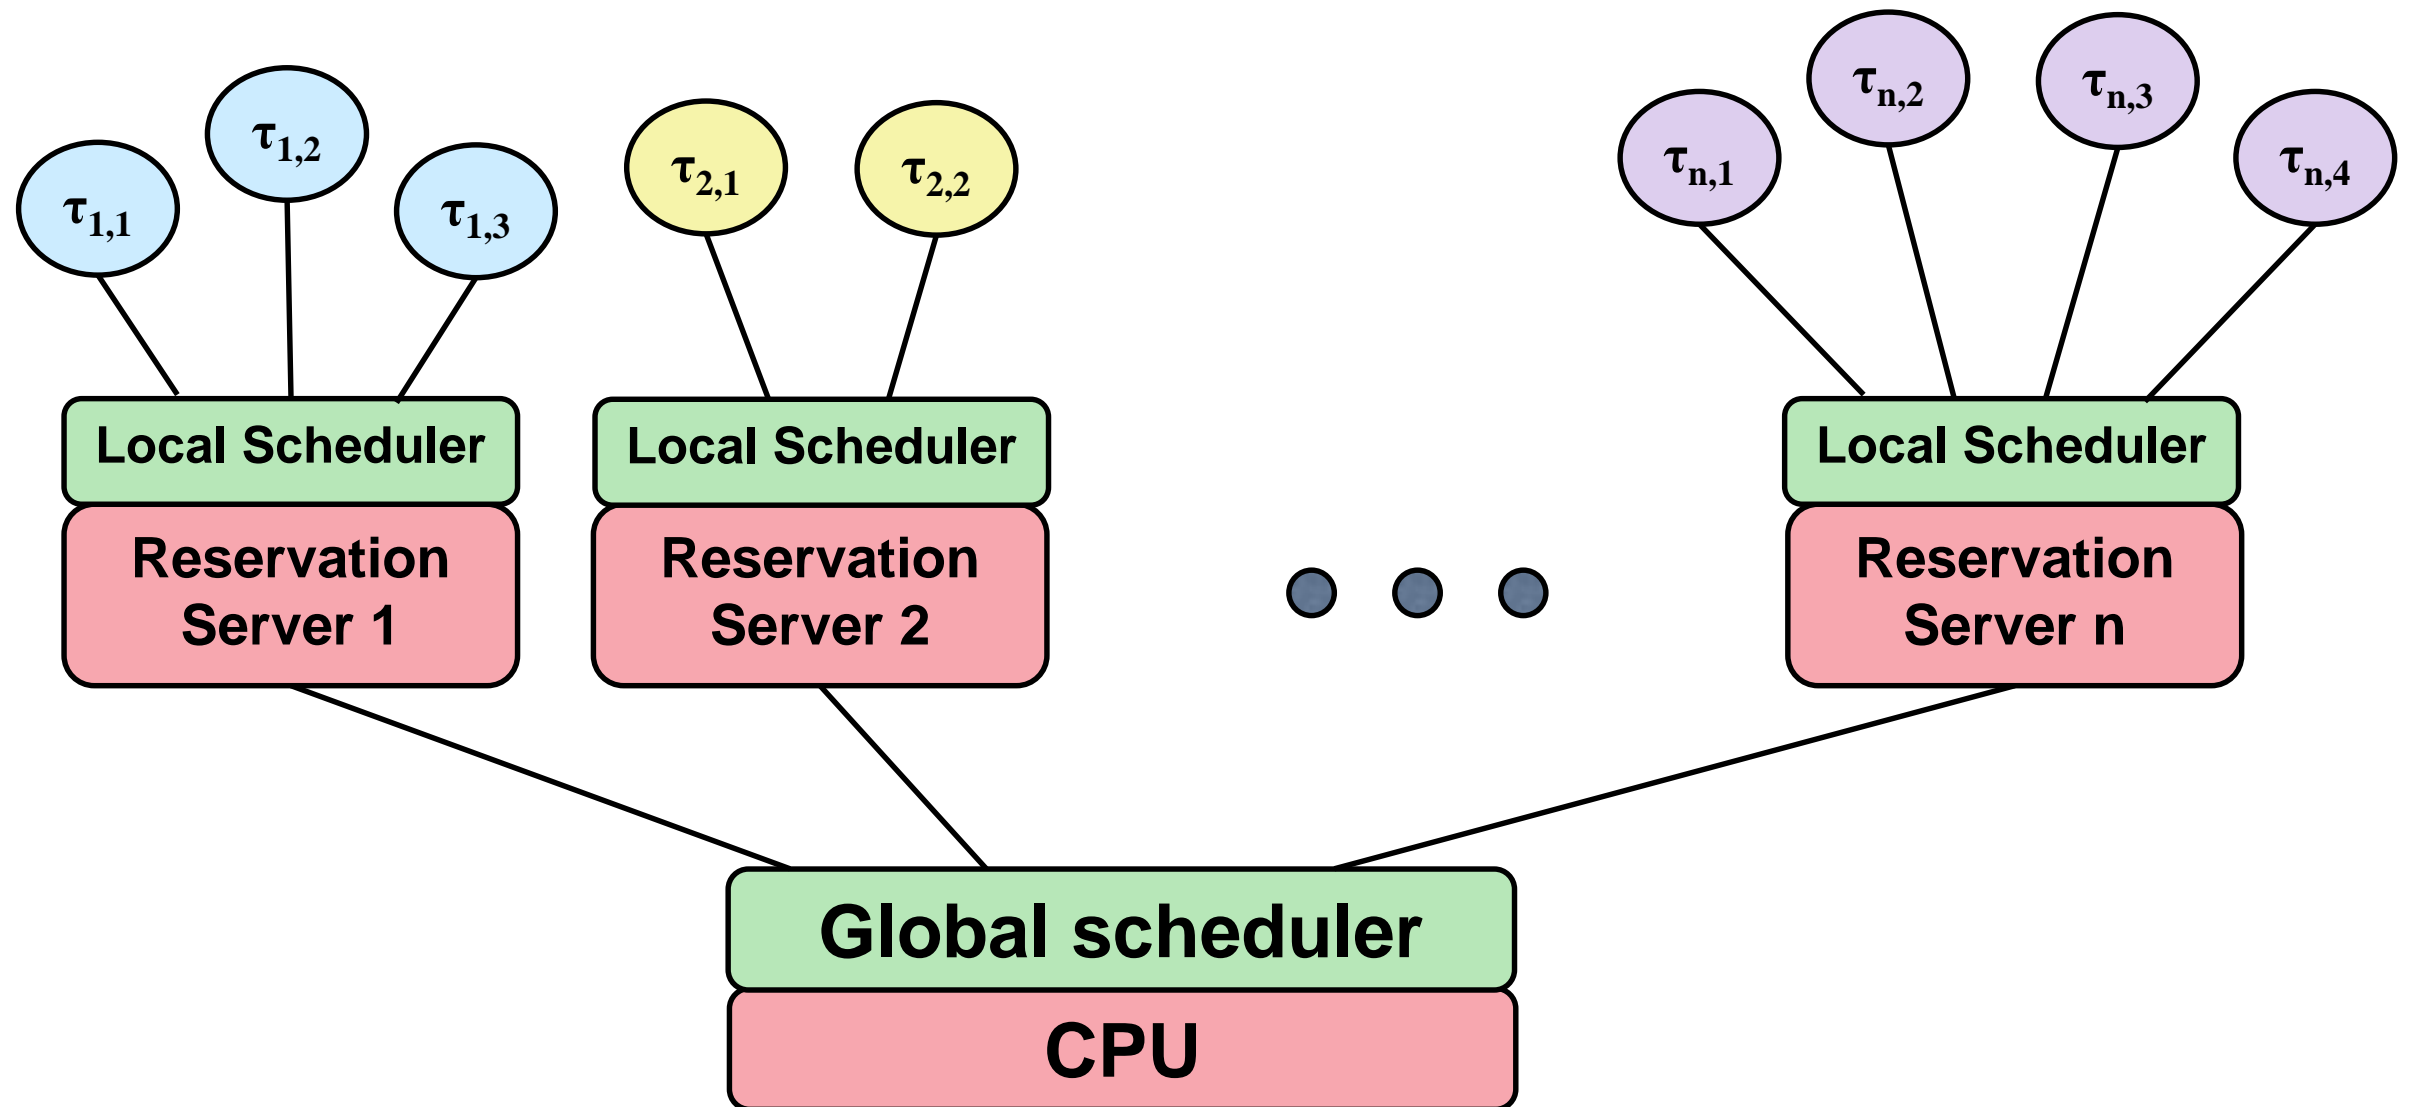 τ1,1
τ1,2
τ1,3
τ2,1
τ2,2
τn,1
τn,2
τn,3
τn,4
Local Scheduler
Local Scheduler
Local Scheduler
Reservation
Server 1
Reservation
Server 2
Reservation
Server n
Global scheduler
CPU